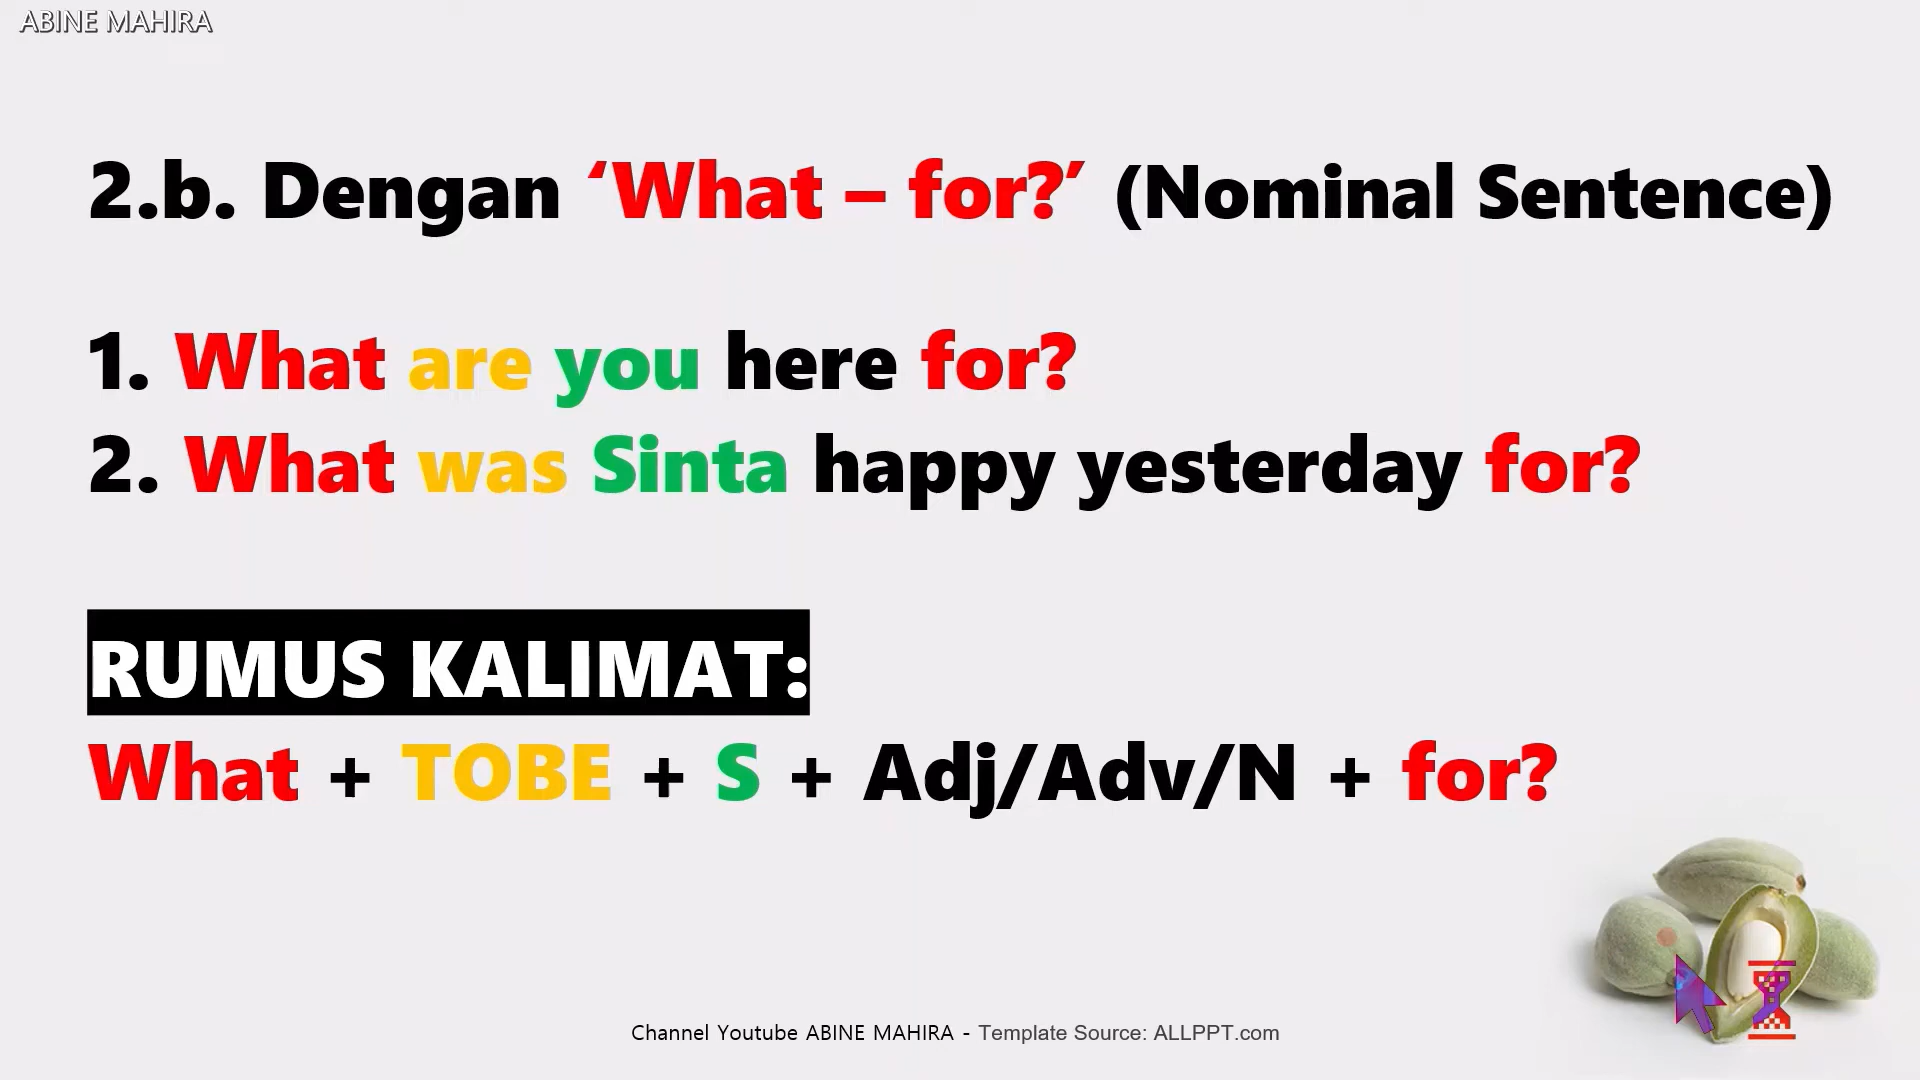 ABINE MAHIRA
2.b. Dengan ‘What – for?’ (Nominal Sentence)
1. What are you here for?
2. What was Sinta happy yesterday for?
RUMUS KALIMAT:
What + TOBE + S + Adj/Adv/N + for?
Channel Youtube ABINE MAHIRA - Template Source: ALLPPT.com